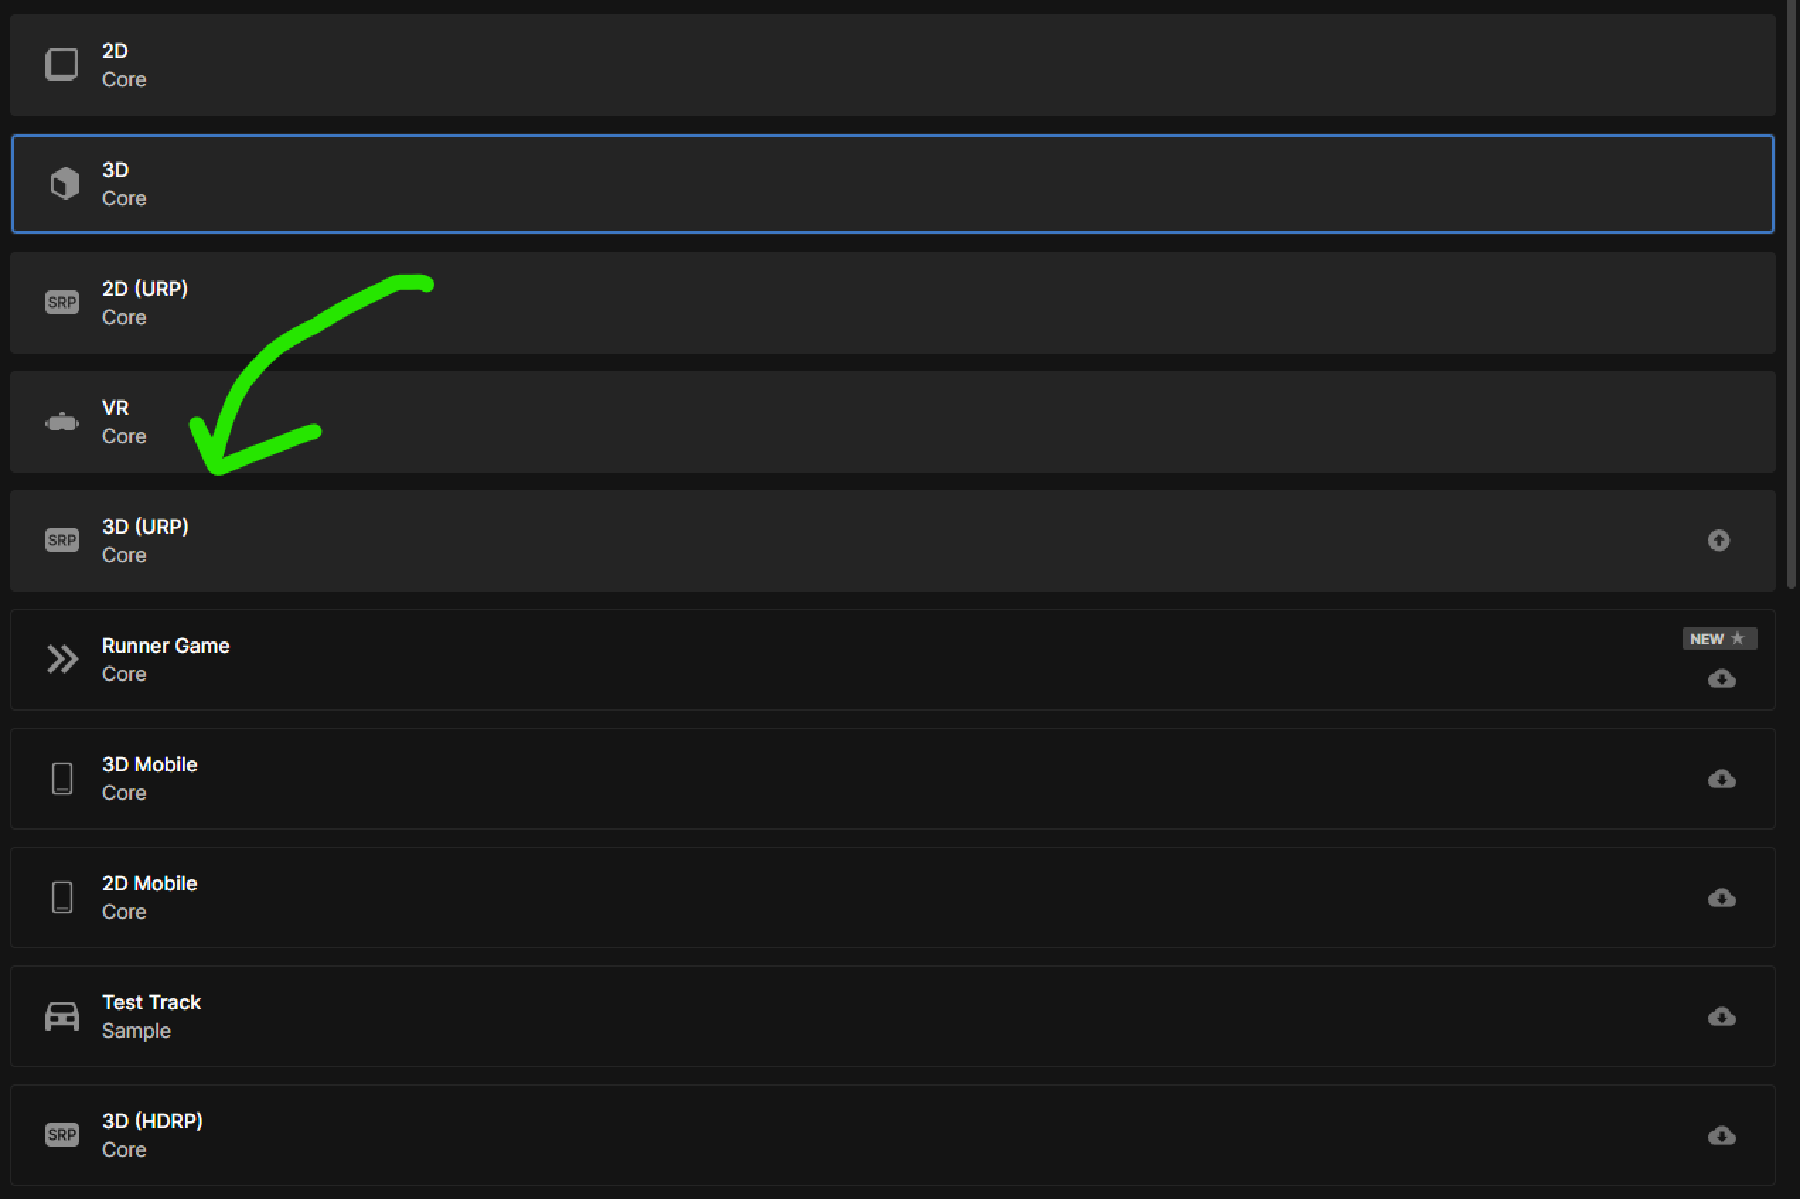 2D
Core
3D
Core
SRP
2D (URP)
Core
VR
Core
SRP
3D (URP)
Core
Runner Game
Core
NEW
3D Mobile
Core
2D Mobile
Core
Test Track
Sample
SRP
3D (HDRP)
Core